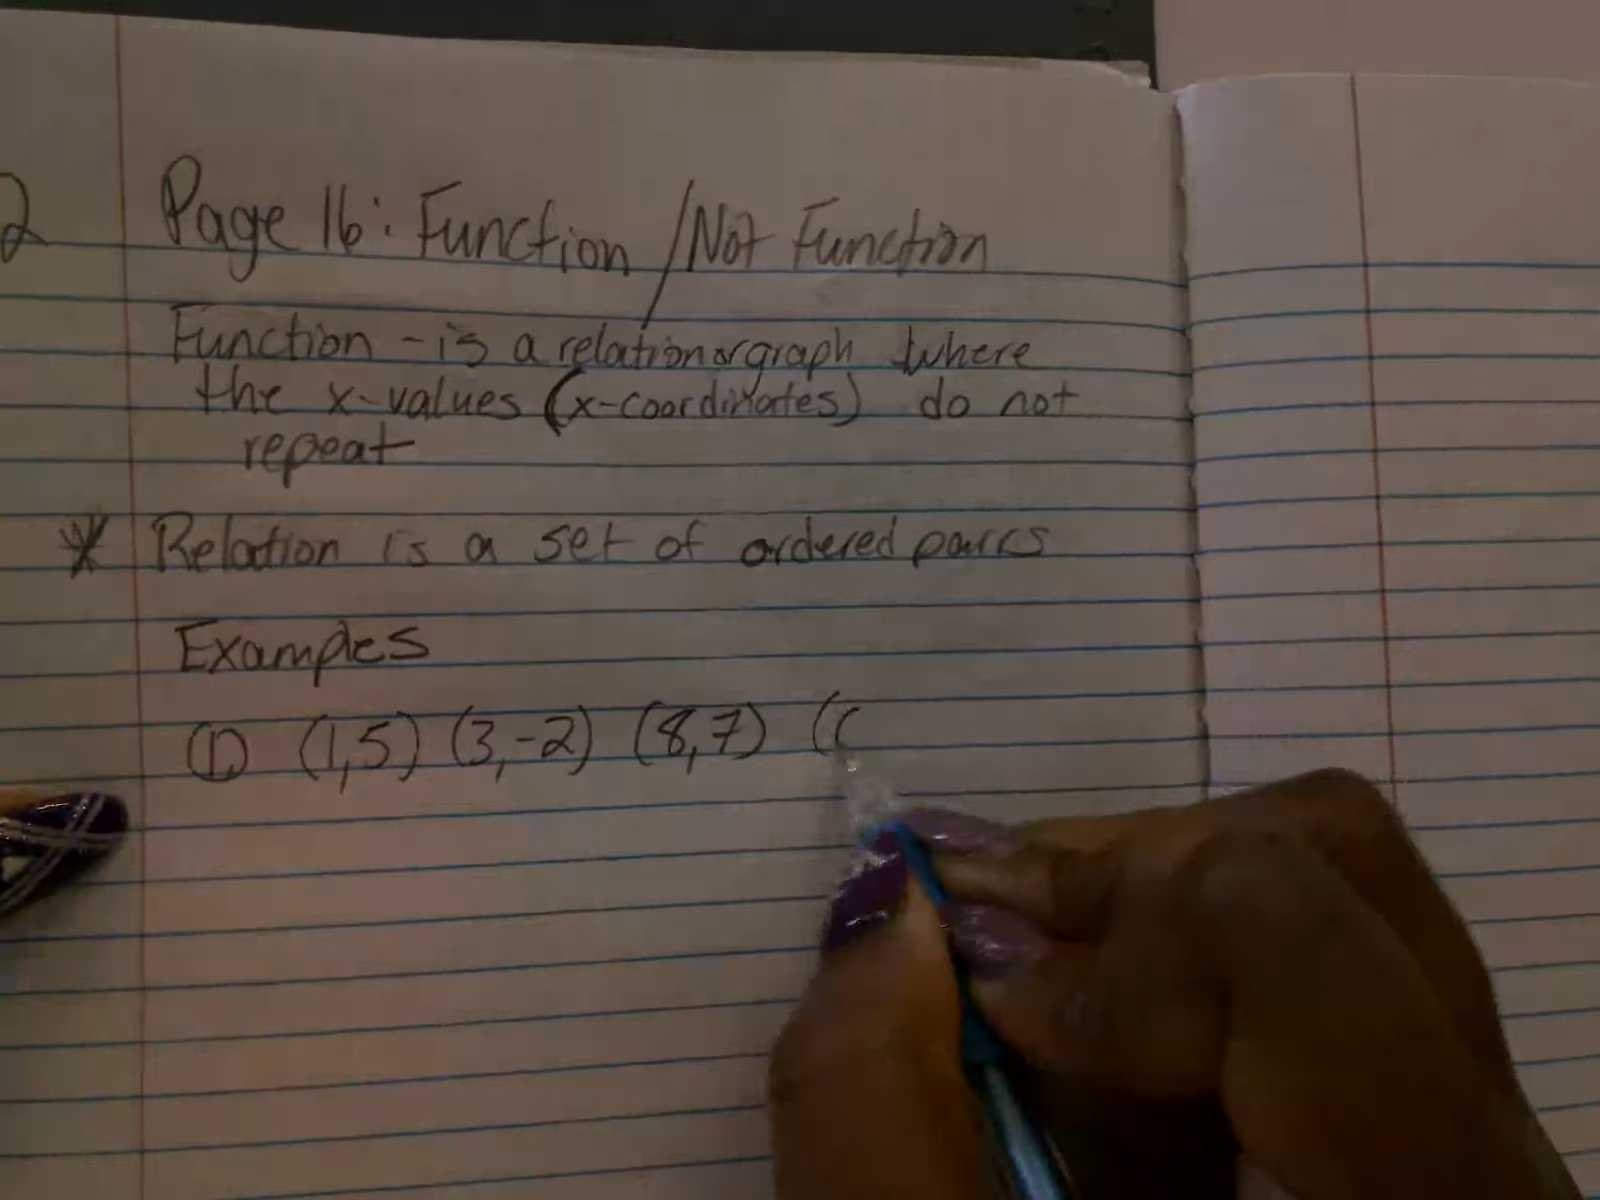 2 Page 16: Function / Not Function
Function - is a relation or graph where
the x-values (x-coordinates) do not
repeat
* Relation is a set of ordered pairs
Examples
① (1,5) (3,-2) (8,7) (